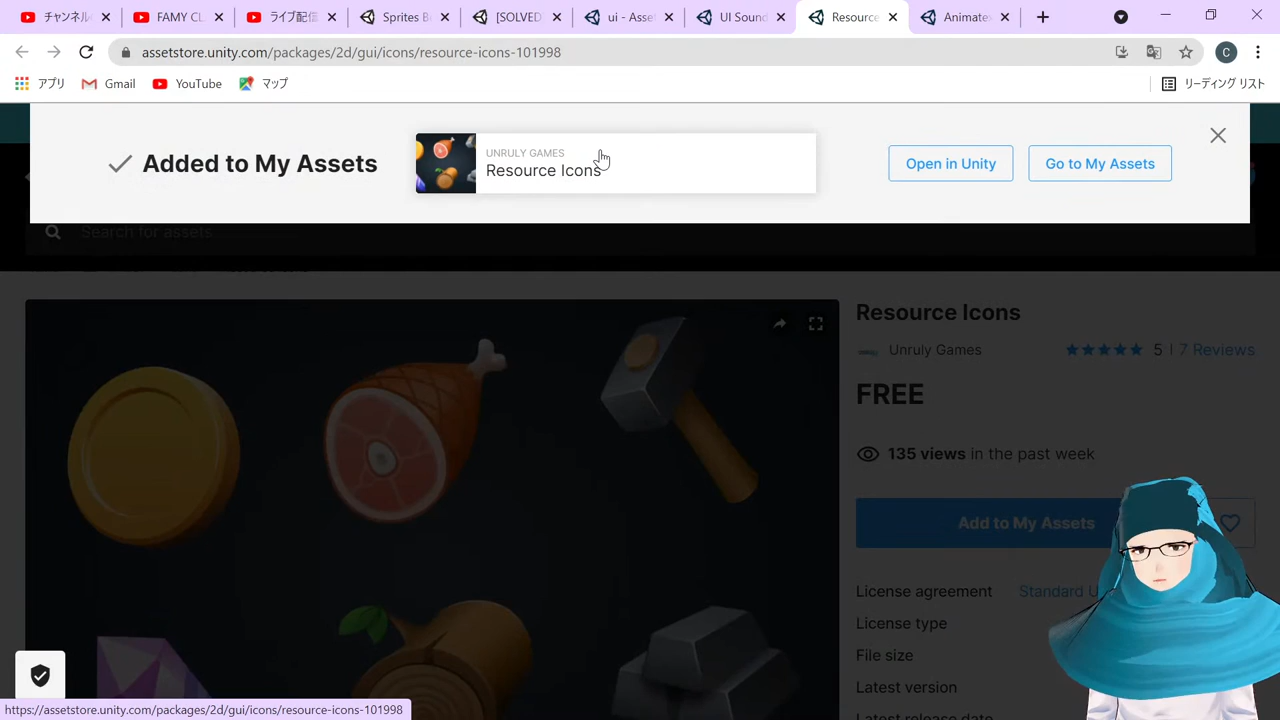 チャンネル
FAMY CL
ライブ配信
Sprites B
[SOLVED]
ui - Asse
UI Sound
Resource
Animate
assetstore.unity.com/packages/2d/gui/icons/resource-icons-101998
C
アプリ
Gmail
YouTube
マップ
リーディング リスト
Added to My Assets
UNRULY GAMES
Resource Icons
Open in Unity
Go to My Assets
Search for assets
Resource Icons
Unruly Games
5 | 7 Reviews
FREE
135 views in the past week
Add to My Assets
License agreement
Standard U
License type
File size
Latest version
Latest release date
https://assetstore.unity.com/packages/2d/gui/icons/resource-icons-101998